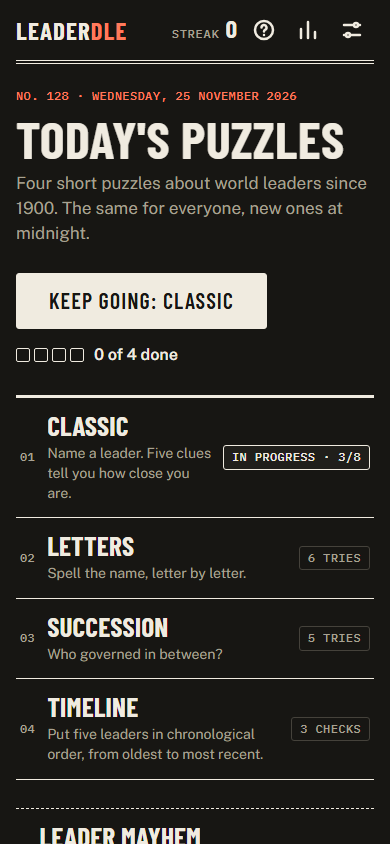 LEADERDLE
STREAK 0
NO. 128 · WEDNESDAY, 25 NOVEMBER 2026
TODAY'S PUZZLES
Four short puzzles about world leaders since
1900. The same for everyone, new ones at
midnight.
KEEP GOING: CLASSIC
0 of 4 done
01
CLASSIC
Name a leader. Five clues
tell you how close you
are.
IN PROGRESS · 3/8
02
LETTERS
Spell the name, letter by letter.
6 TRIES
03
SUCCESSION
Who governed in between?
5 TRIES
04
TIMELINE
Put five leaders in chronological
order, from oldest to most recent.
3 CHECKS
LEADER MAYHEM